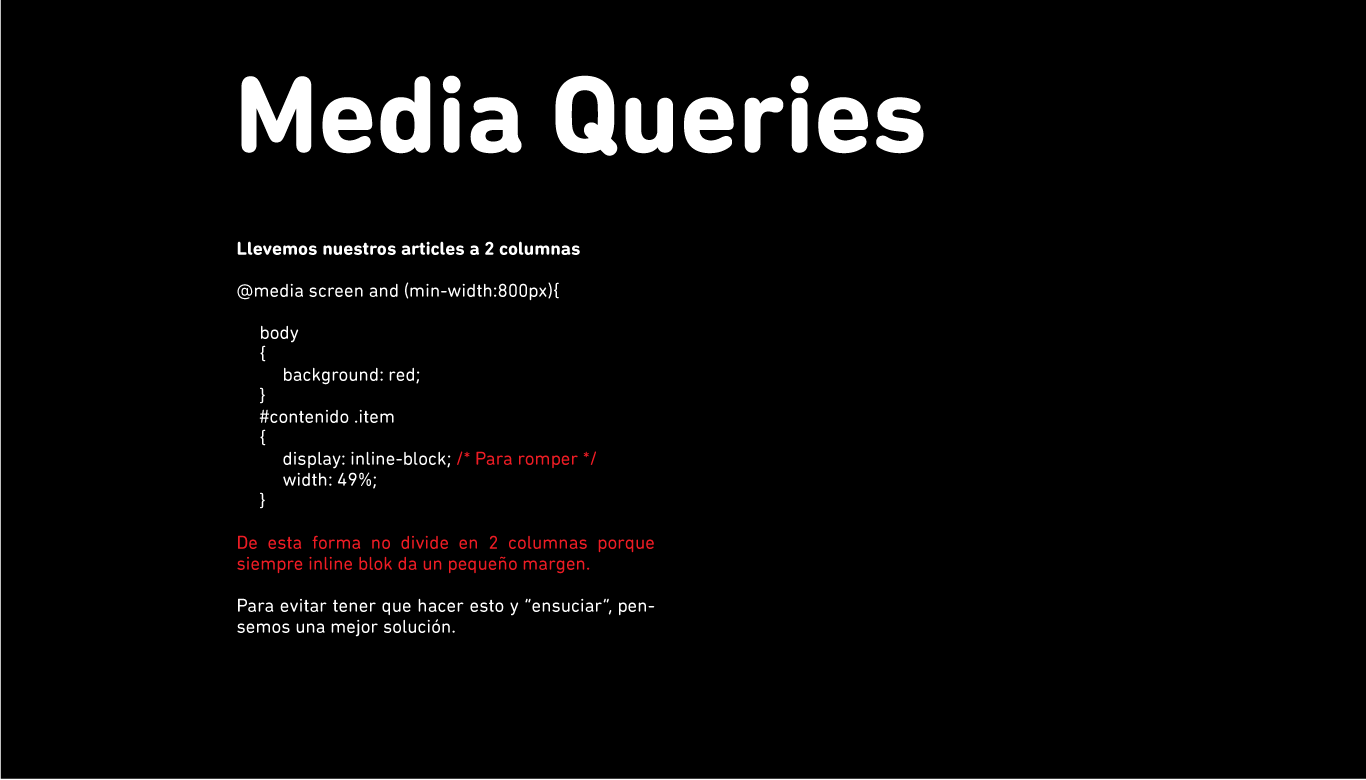 Media Queries
Llevemos nuestros articles a 2 columnas
@media screen and (min-width:800px){
body
{
background: red;
}
#contenido .item
{
display: inline-block; /* Para romper */
width: 49%;
}
De esta forma no divide en 2 columnas porque
siempre inline blok da un pequeño margen.
Para evitar tener que hacer esto y “ensuciar“, pen-
semos una mejor solución.